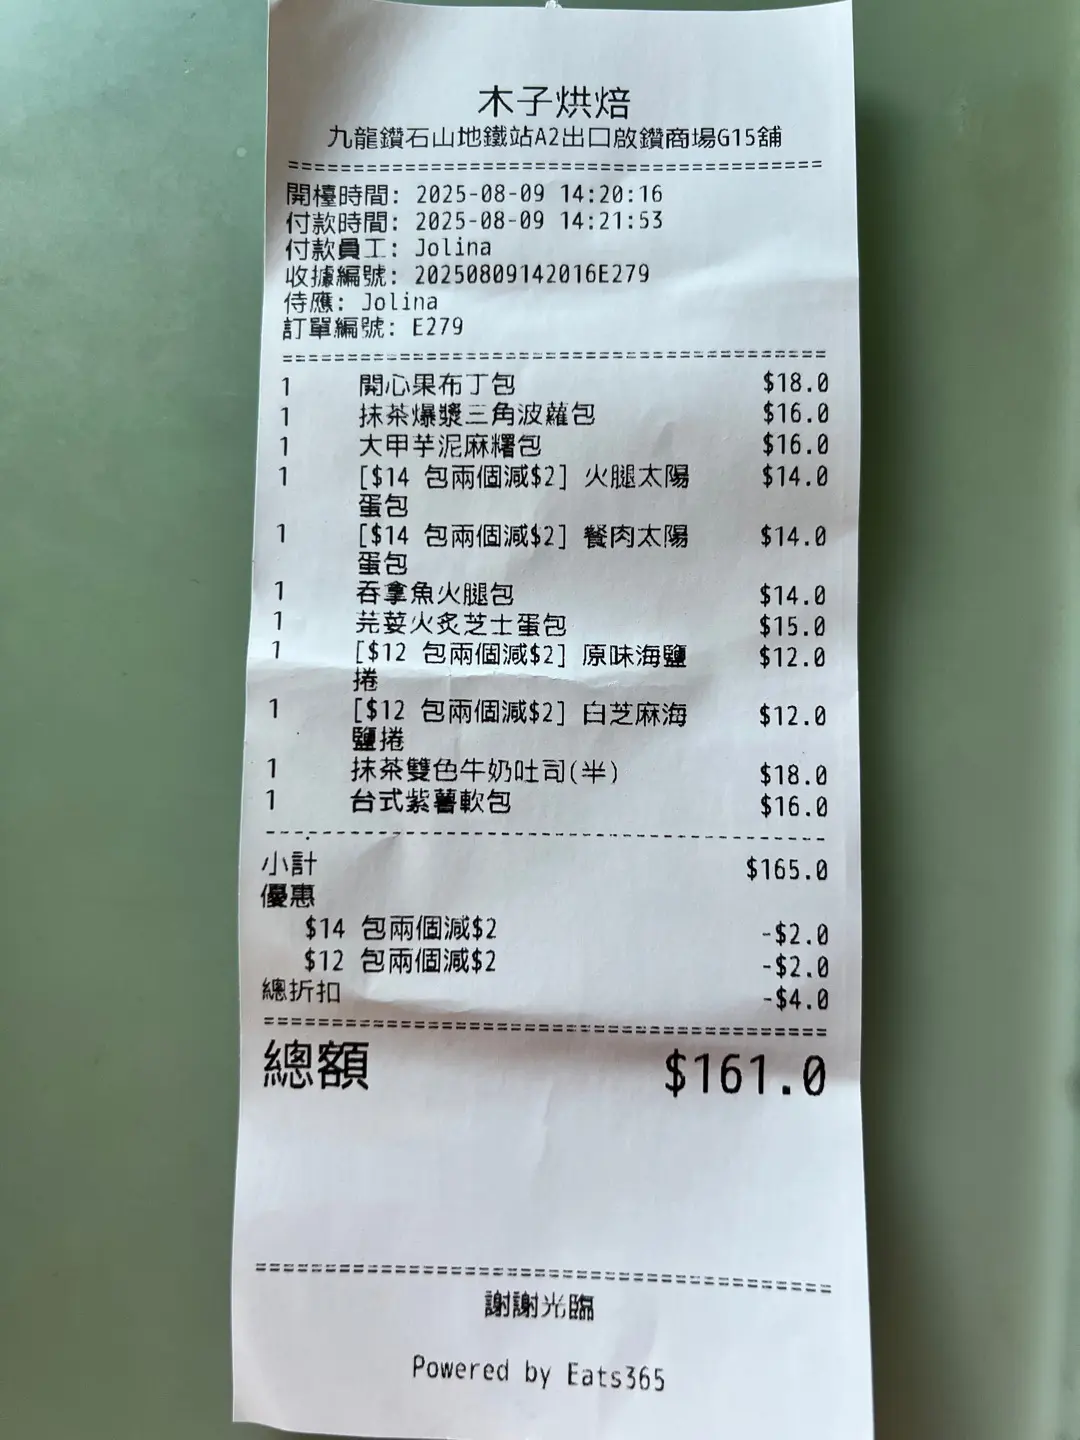 木子烘焙
九龍鑽石山地鐵站A2出口啟鑽商場G15舖
================================================
開檯時間: 2025-08-09 14:20:16
付款時間: 2025-08-09 14:21:53
付款員工: Jolina
收據編號: 20250809142016E279
侍應: Jolina
訂單編號: E279
================================================
1 開心果布丁包 $18.0
1 抹茶爆漿三角波蘿包 $16.0
1 大甲芋泥麻糬包 $16.0
1 [$14 包兩個減$2] 火腿太陽 $14.0
蛋包
1 [$14 包兩個減$2] 餐肉太陽 $14.0
蛋包
1 吞拿魚火腿包 $14.0
1 芫荽火炙芝士蛋包 $15.0
1 [$12 包兩個減$2] 原味海鹽 $12.0
捲
1 [$12 包兩個減$2] 白芝麻海 $12.0
鹽捲
1 抹茶雙色牛奶吐司(半) $18.0
1 台式紫薯軟包 $16.0
------------------------------------------------
小計 $165.0
優惠
$14 包兩個減$2 -$2.0
$12 包兩個減$2 -$2.0
總折扣 -$4.0
================================================
總額 $161.0
================================================
謝謝光臨
Powered by Eats365